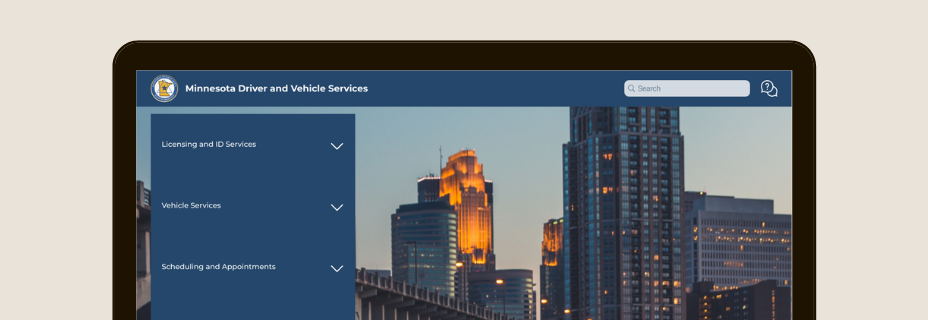 Minnesota Driver and Vehicle Services
Search
Licensing and ID Services
Vehicle Services
Scheduling and Appointments